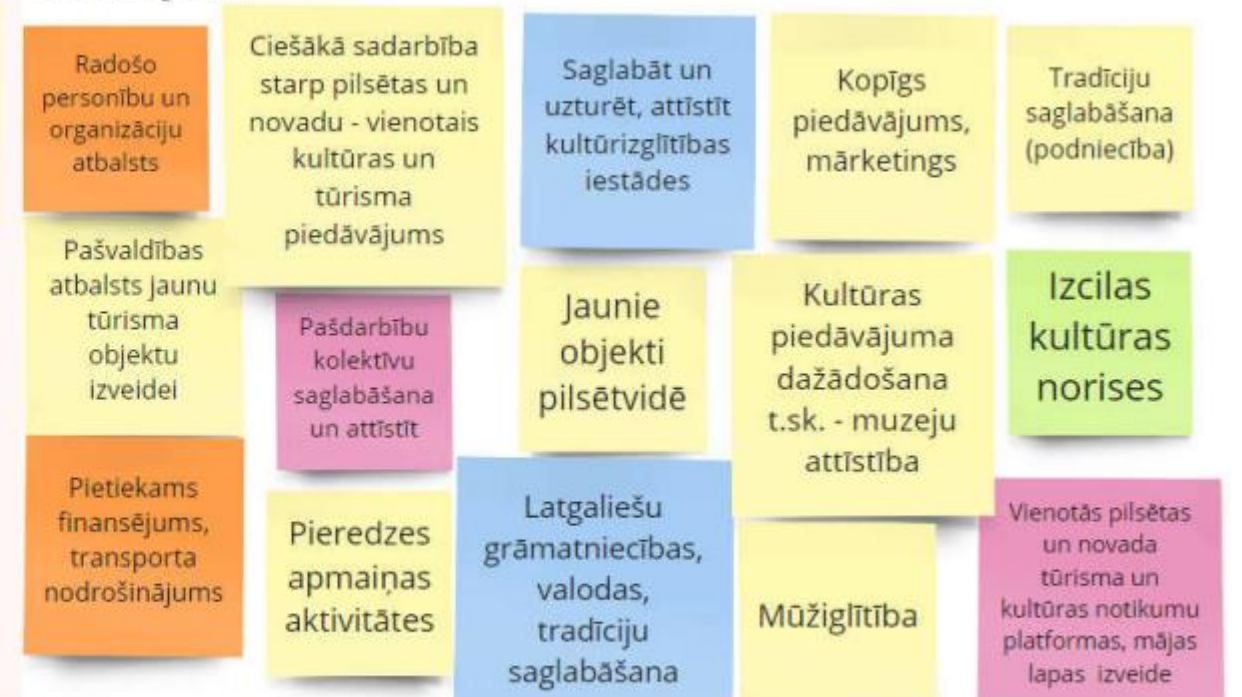 Radošo
personību un
organizāciju
atbalsts
Ciešākā sadarbība
starp pilsētas un
novadu - vienotais
kultūras un
tūrisma
piedāvājums
Saglabāt un
uzturēt, attīstīt
kultūrizglītības
iestādes
Kopīgs
piedāvājums,
mārketings
Tradīciju
saglabāšana
(podniecība)
Pašvaldības
atbalsts jaunu
tūrisma
objektu
izveidei
Pašdarbību
kolektīvu
saglabāšana
un attīstīt
Jaunie
objekti
pilsētvidē
Kultūras
piedāvājuma
dažādošana
t.sk. - muzeju
attīstība
Izcilas
kultūras
norises
Pietiekams
finansējums,
transporta
nodrošinājums
Pieredzes
apmaiņas
aktivitātes
Latgaliešu
grāmatniecības,
valodas,
tradīciju
saglabāšana
Mūžiglītība
Vienotās pilsētas
un novada
tūrisma un
kultūras notikumu
platformas, mājas
lapas izveide